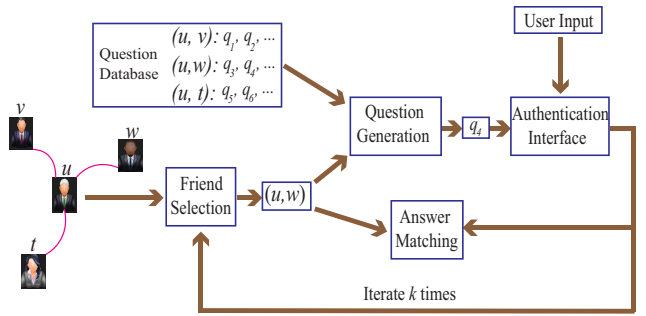 User Input
Question
Database
(u, v): q1, q2, ...
(u,w): q3, q4, ...
(u, t): q5, q6, ...
v
w
u
t
Question
Generation
q4
Authentication
Interface
Friend
Selection
(u,w)
Answer
Matching
Iterate k times